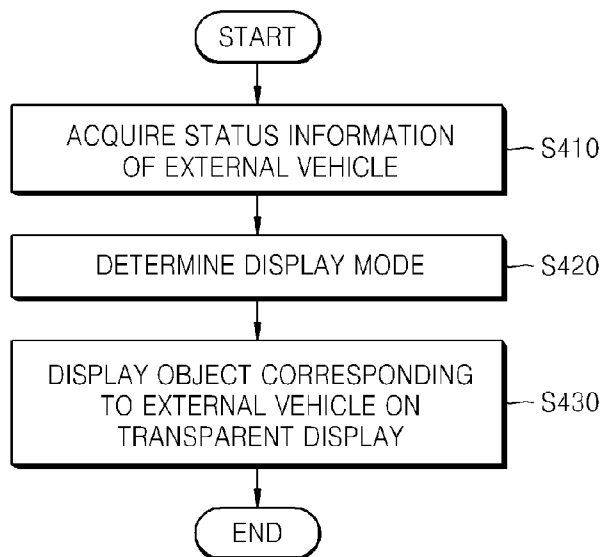 START
ACQUIRE STATUS INFORMATION
OF EXTERNAL VEHICLE
S410
DETERMINE DISPLAY MODE
S420
DISPLAY OBJECT CORRESPONDING
TO EXTERNAL VEHICLE ON
TRANSPARENT DISPLAY
S430
END